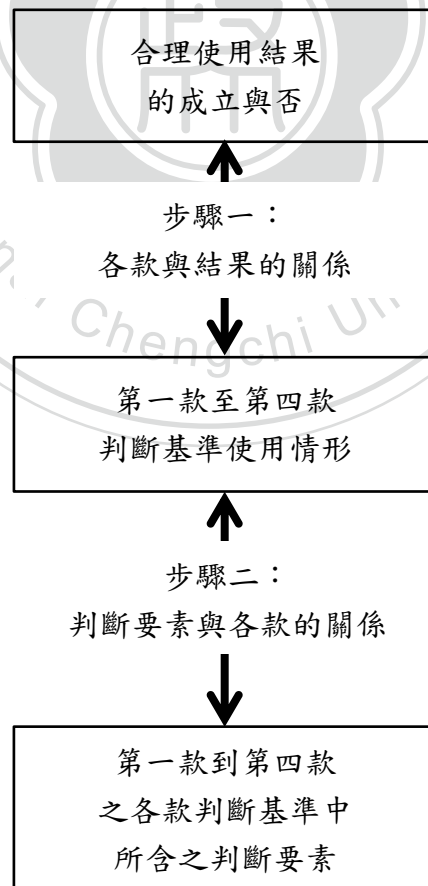 合理使用結果
的成立與否
步驟一：
各款與結果的關係
Chengchi Uni
第一款至第四款
判斷基準使用情形
步驟二：
判斷要素與各款的關係
第一款到第四款
之各款判斷基準中
所含之判斷要素